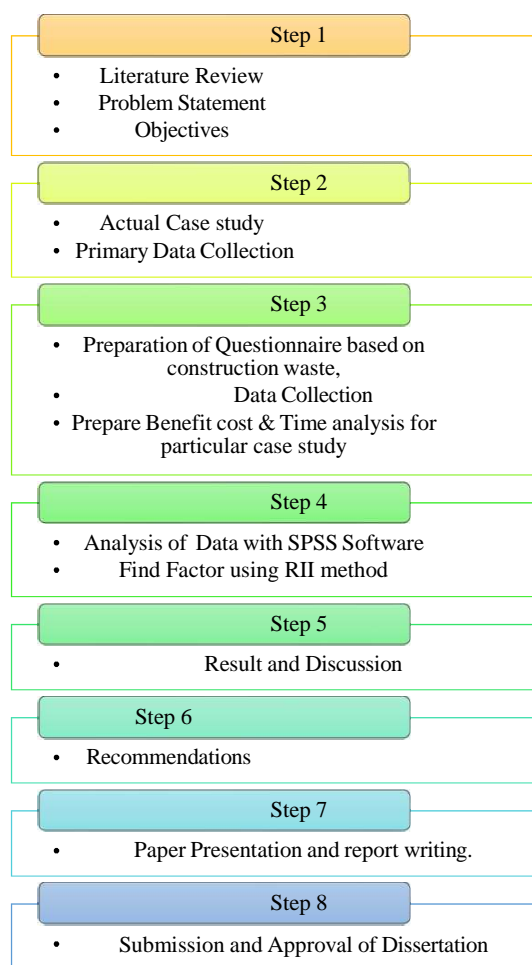 Step 1
• Literature Review
• Problem Statement
• Objectives
Step 2
• Actual Case study
• Primary Data Collection
Step 3
• Preparation of Questionnaire based on
construction waste,
• Data Collection
• Prepare Benefit cost & Time analysis for
particular case study
Step 4
• Analysis of Data with SPSS Software
• Find Factor using RII method
Step 5
• Result and Discussion
Step 6
• Recommendations
Step 7
• Paper Presentation and report writing.
Step 8
• Submission and Approval of Dissertation